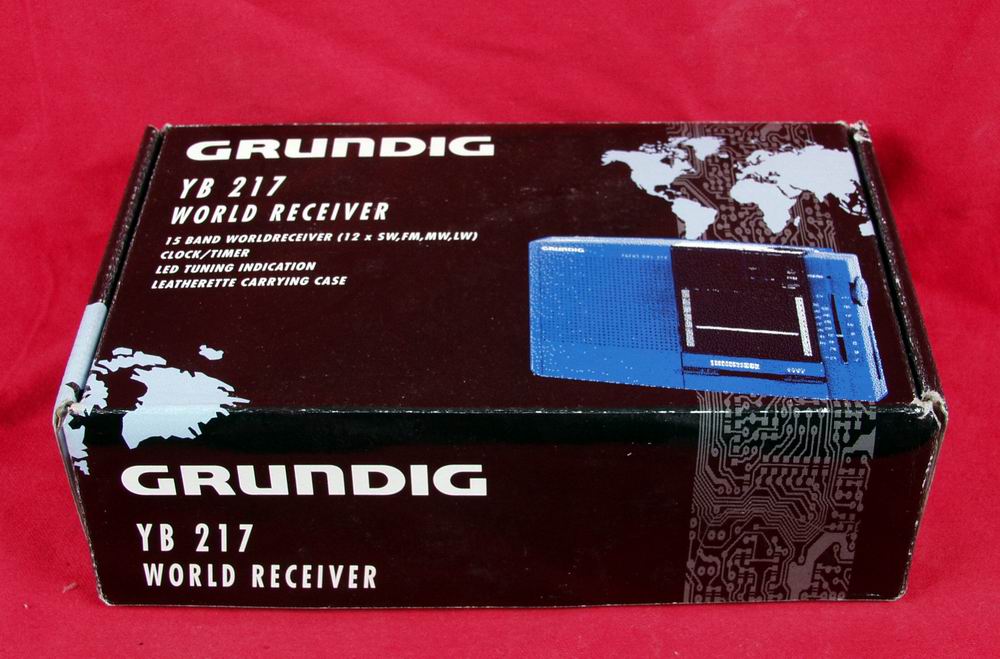 GRUNDIG
YB 217
WORLD RECEIVER
15 BAND WORLDRECEIVER (12 x SW,FM,MW,LW)
CLOCK/TIMER
LED TUNING INDICATION
LEATHERETTE CARRYING CASE
GRUNDIG
GRUNDIG
YB 217
WORLD RECEIVER